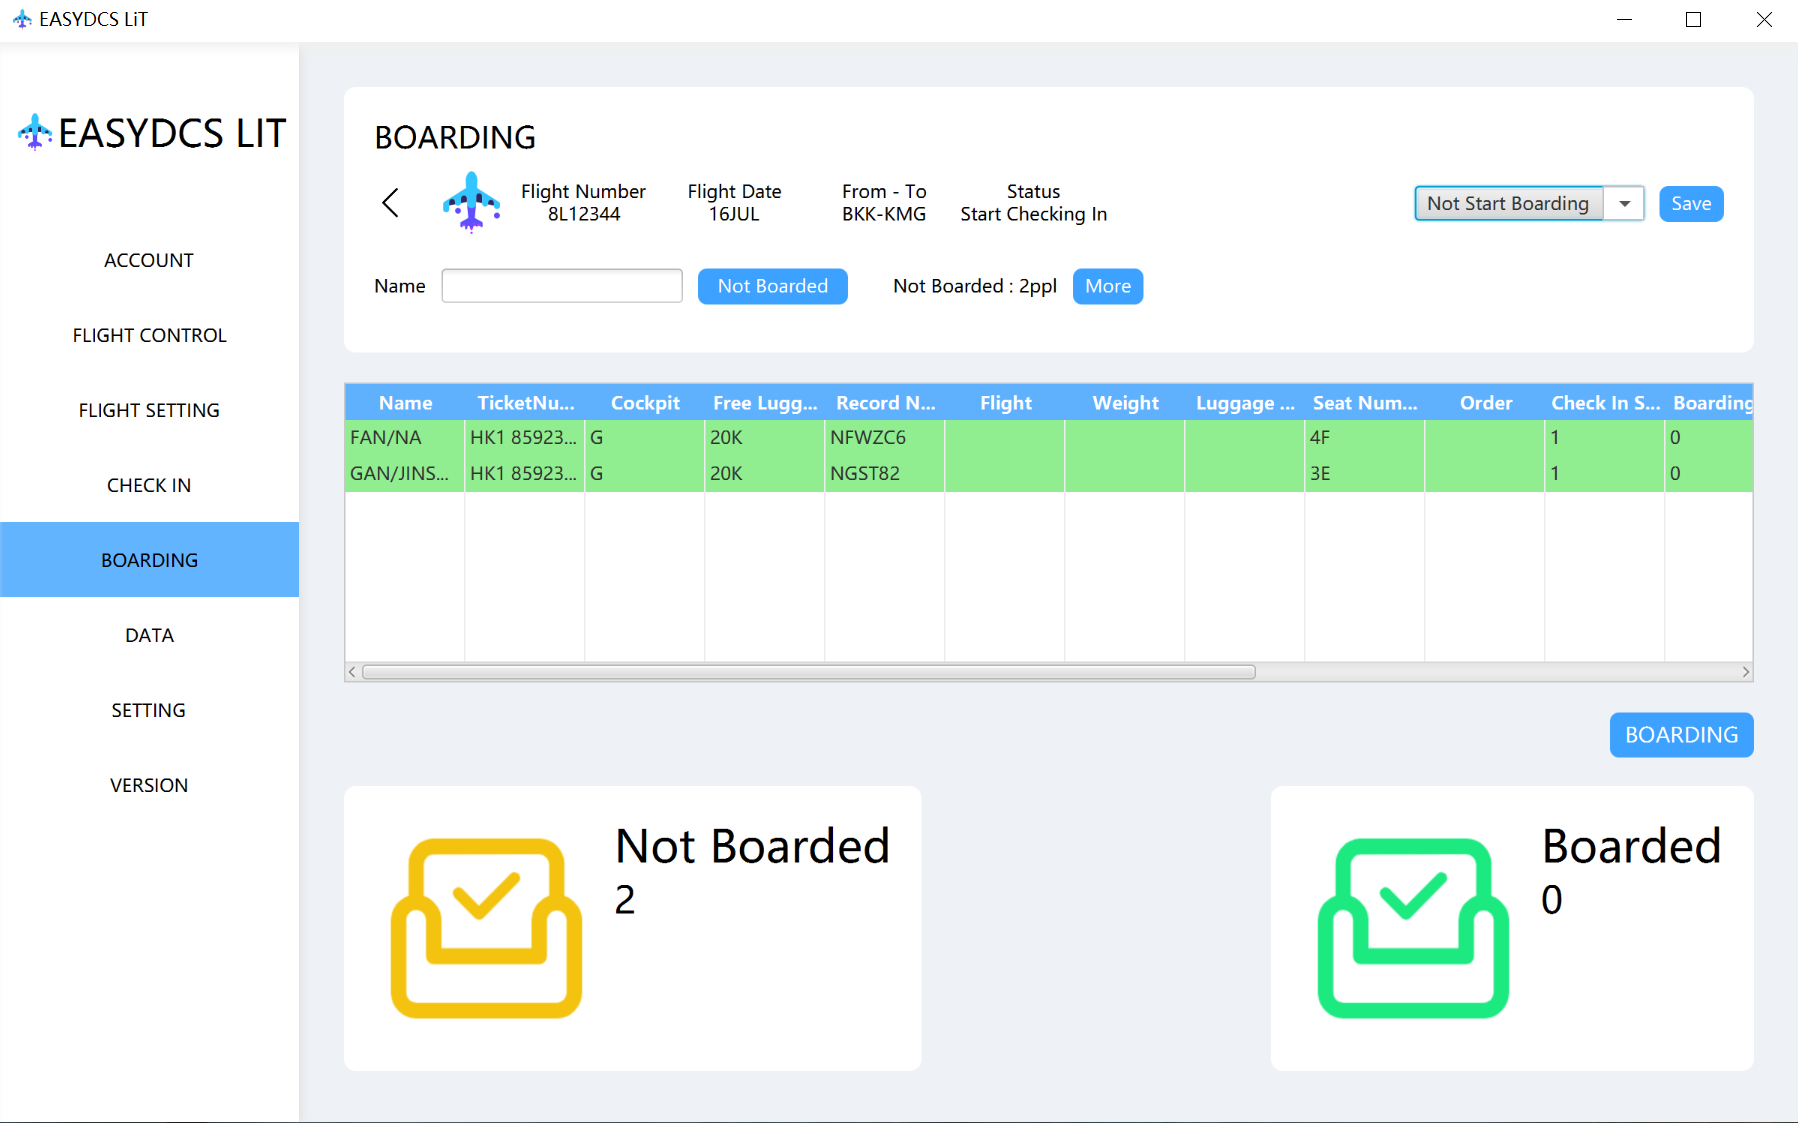 EASYDCS LiT
EASYDCS LIT
ACCOUNT
FLIGHT CONTROL
FLIGHT SETTING
CHECK IN
BOARDING
DATA
SETTING
VERSION
BOARDING
Flight Number Flight Date From - To Status
8L12344 16JUL BKK-KMG Start Checking In
Not Start Boarding Save
Name Not Boarded Not Boarded : 2ppl More
Name TicketNu... Cockpit Free Lugg... Record N... Flight Weight Luggage ... Seat Num... Order Check In S... Boarding
FAN/NA HK1 85923... G 20K NFWZC6 4F 1 0
GAN/JINS... HK1 85923... G 20K NGST82 3E 1 0
BOARDING
Not Boarded
2
Boarded
0